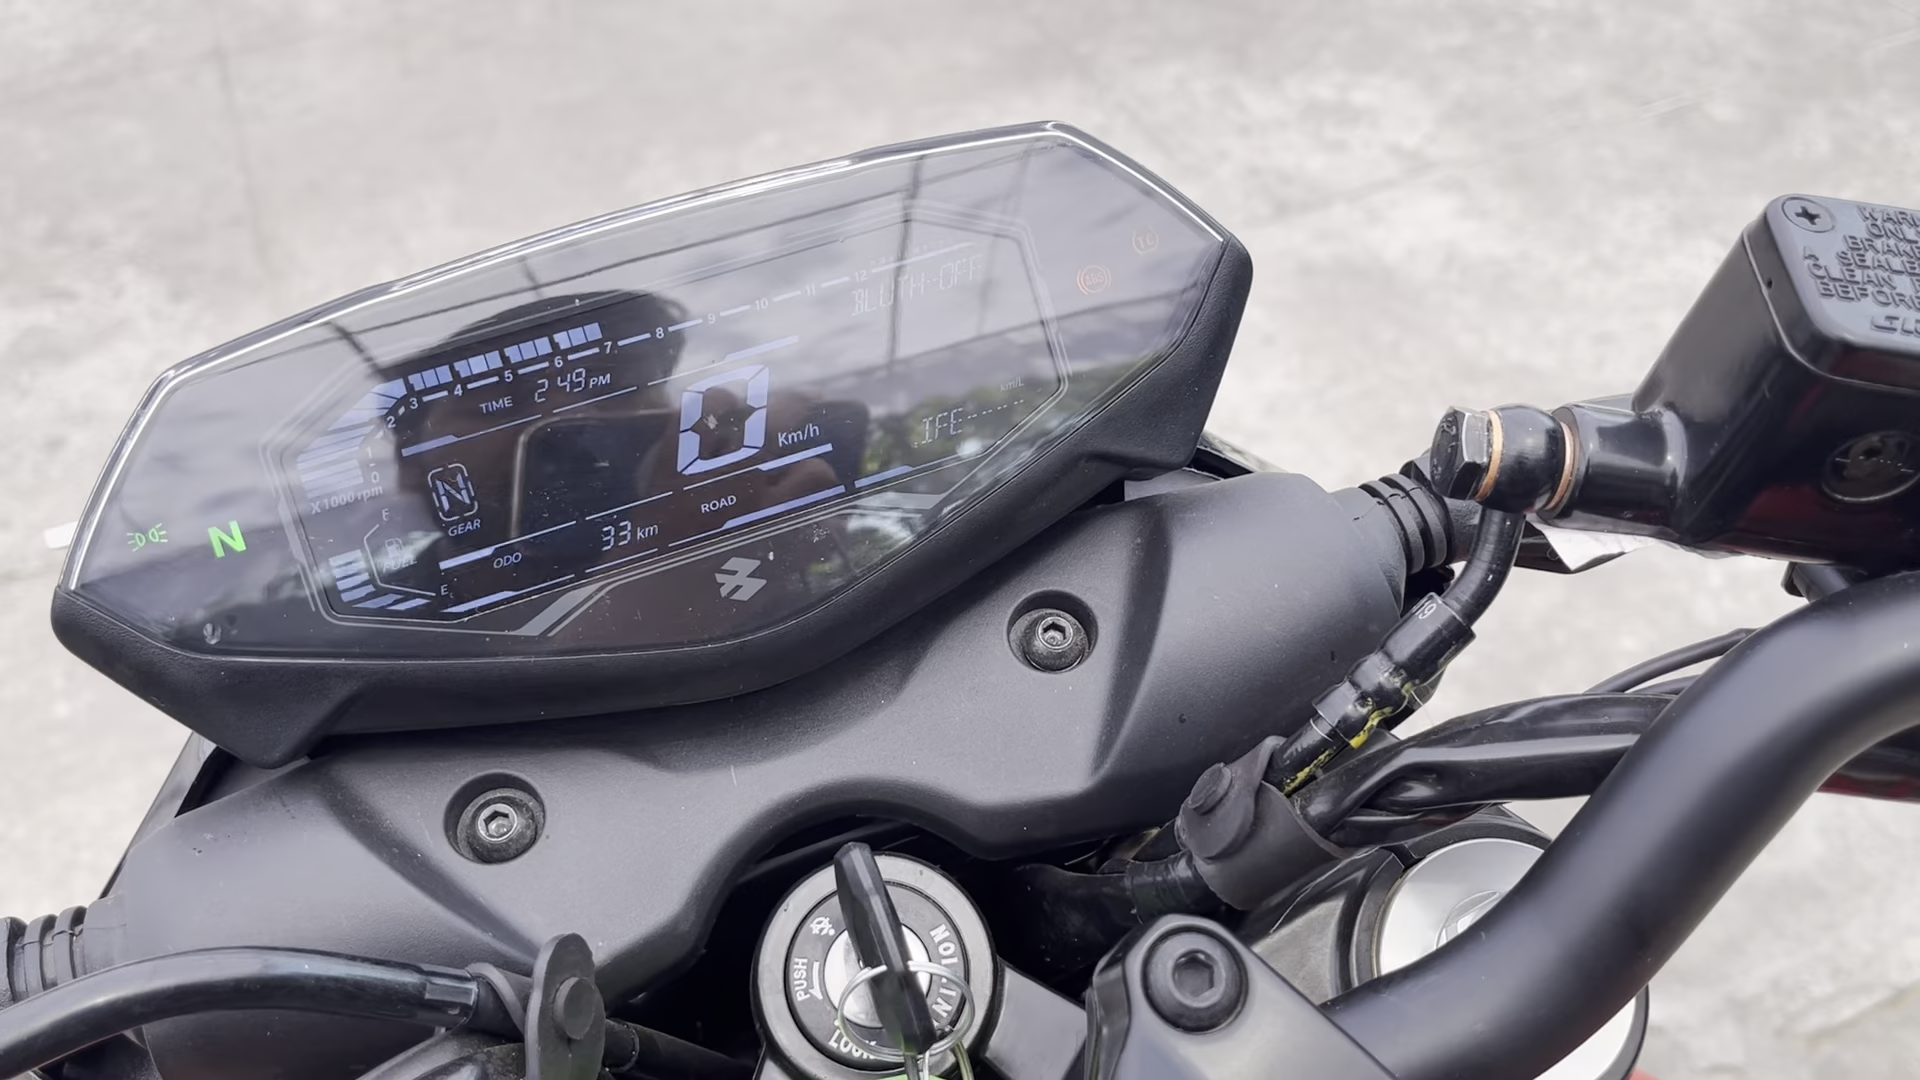 BLUTH-OFF
TC
ABS
2 3 4 5 6 7 8 9 10 11 12
1
0
X1000 rpm
TIME 2:49 PM
0 Km/h
km/L
IFE-----
N
GEAR
N
F
FUEL
E
ODO 33 km
ROAD
PUSH
LOCK
WARN
ONL
BRAKE
A SEALE
CLEAN F
BEFORE